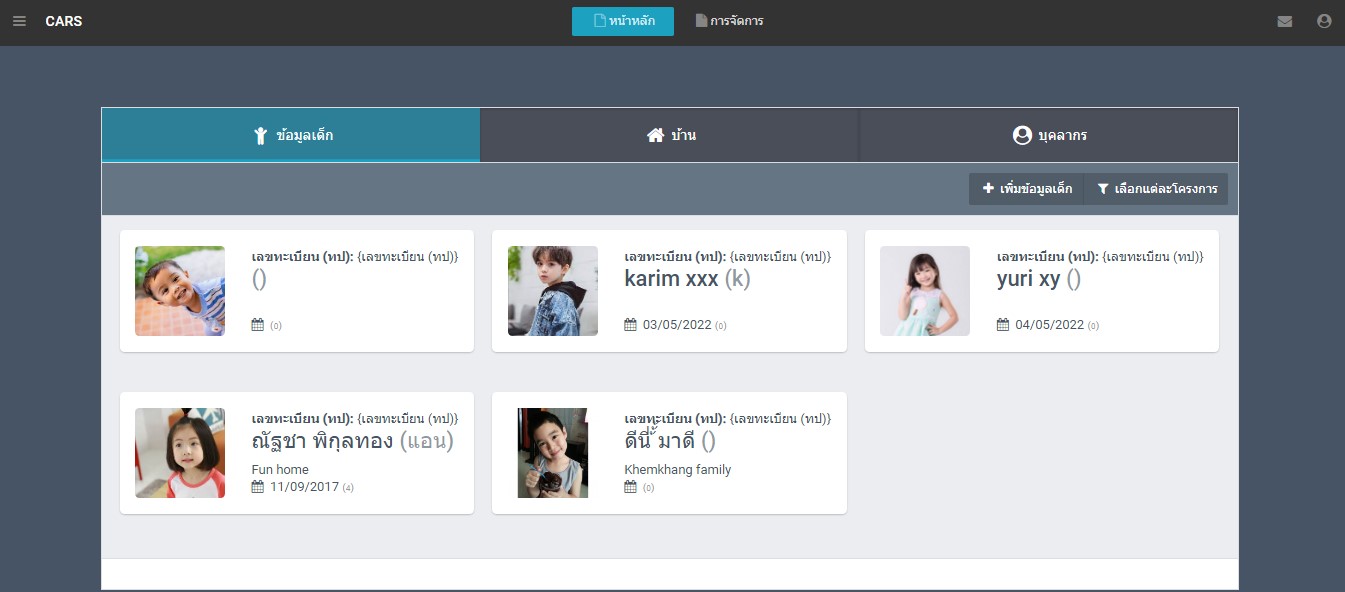 CARS
หน้าหลัก
การจัดการ
ข้อมูลเด็ก
บ้าน
บุคลากร
เพิ่มข้อมูลเด็ก
เลือกแต่ละโครงการ
เลขทะเบียน (ทป): {เลขทะเบียน (ทป)}
()
(0)
เลขทะเบียน (ทป): {เลขทะเบียน (ทป)}
karim xxx (k)
03/05/2022 (0)
เลขทะเบียน (ทป): {เลขทะเบียน (ทป)}
yuri xy ()
04/05/2022 (0)
เลขทะเบียน (ทป): {เลขทะเบียน (ทป)}
ณัฐชา พิกุลทอง (แอน)
Fun home
11/09/2017 (4)
เลขทะเบียน (ทป): {เลขทะเบียน (ทป)}
มาดี ()
Khemkhang family
(0)